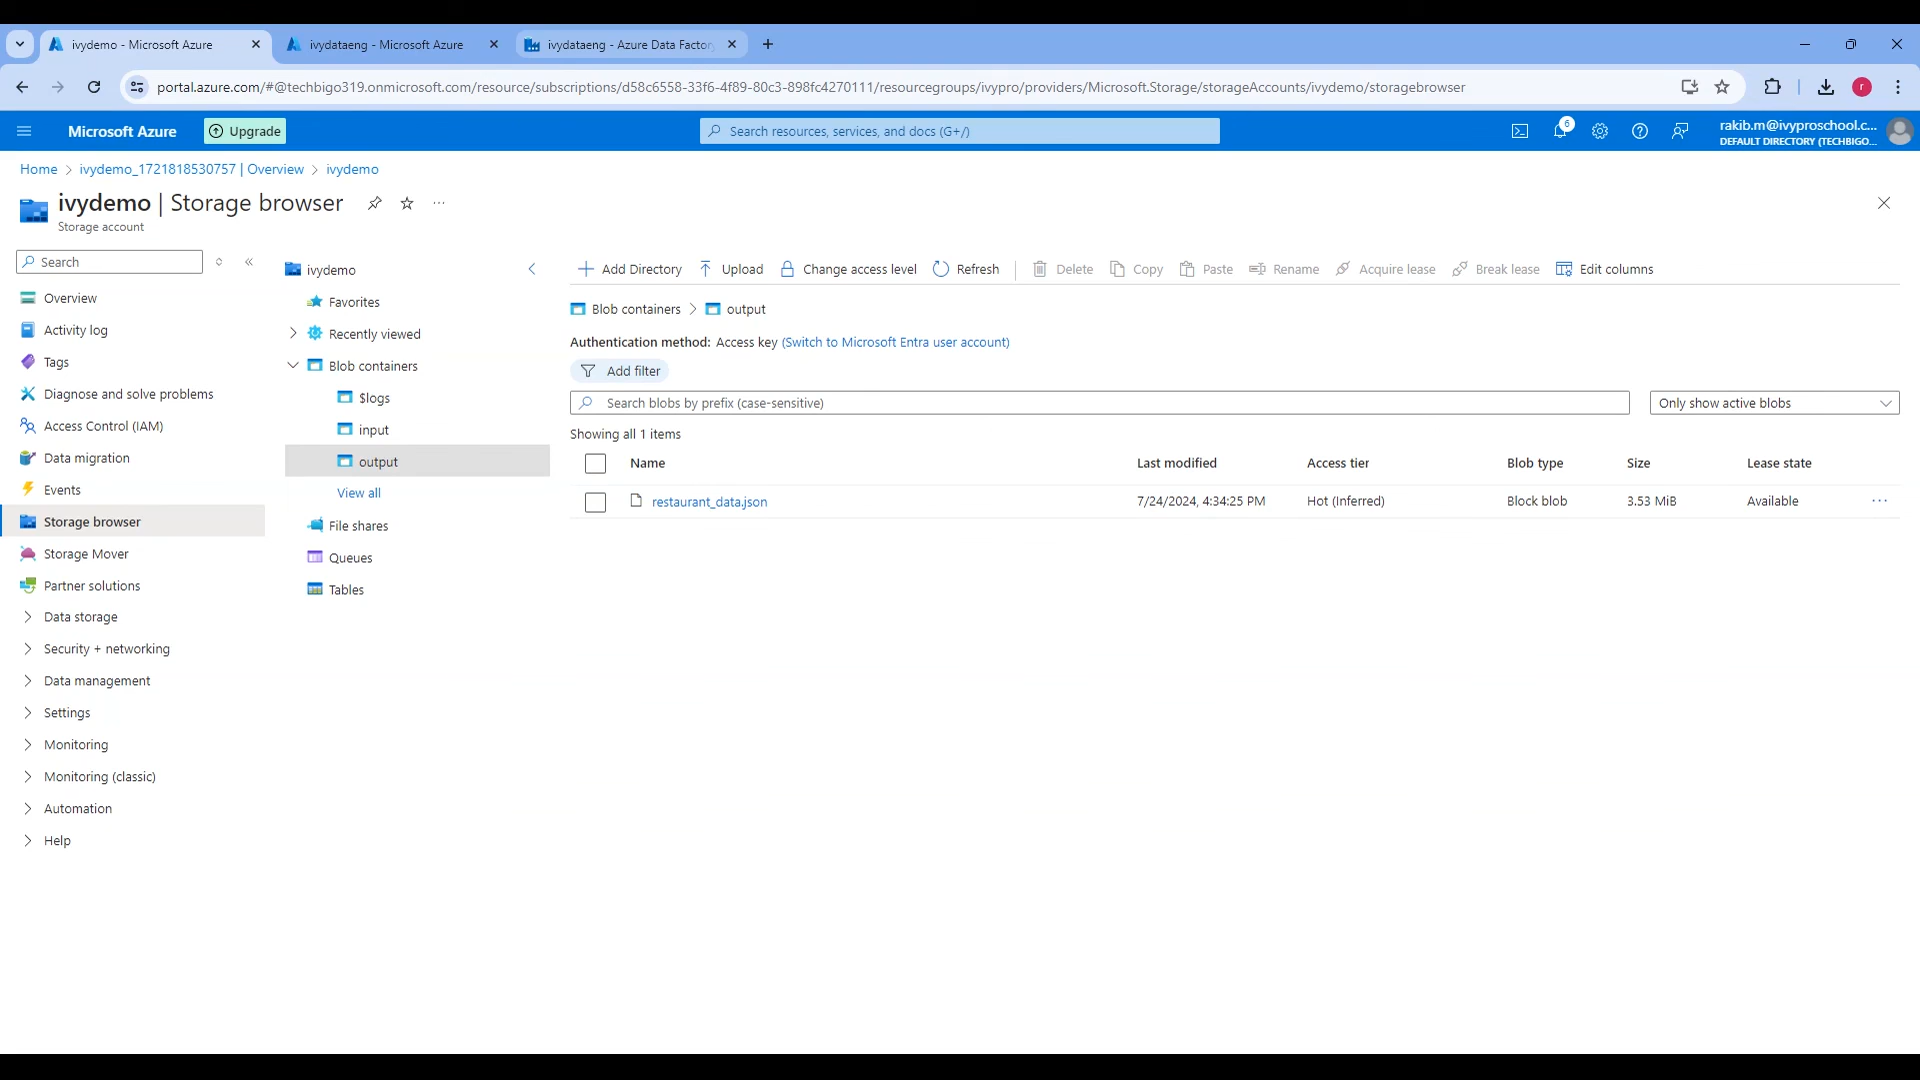 ivydemo - Microsoft Azure
ivydataeng - Microsoft Azure
ivydataeng - Azure Data Factory
portal.azure.com/#@techbigo319.onmicrosoft.com/resource/subscriptions/d58c6558-33f6-4f89-80c3-898fc4270111/resourcegroups/ivypro/providers/Microsoft.Storage/storageAccounts/ivydemo/storagebrowser
r
Microsoft Azure
Upgrade
Search resources, services, and docs (G+/)
6
rakib.m@ivyproschool.c...
DEFAULT DIRECTORY (TECHBIGO...
Home > ivydemo_1721818530757 | Overview > ivydemo
ivydemo | Storage browser
Storage account
Search
Overview
Activity log
Tags
Diagnose and solve problems
Access Control (IAM)
Data migration
Events
Storage browser
Storage Mover
Partner solutions
Data storage
Security + networking
Data management
Settings
Monitoring
Monitoring (classic)
Automation
Help
ivydemo
Favorites
Recently viewed
Blob containers
$logs
input
output
View all
File shares
Queues
Tables
Add Directory Upload Change access level Refresh Delete Copy Paste Rename Acquire lease Break lease Edit columns
Blob containers > output
Authentication method: Access key (Switch to Microsoft Entra user account)
Add filter
Search blobs by prefix (case-sensitive)
Only show active blobs
Showing all 1 items
Name Last modified Access tier Blob type Size Lease state
restaurant_data.json 7/24/2024, 4:34:25 PM Hot (Inferred) Block blob 3.53 MiB Available